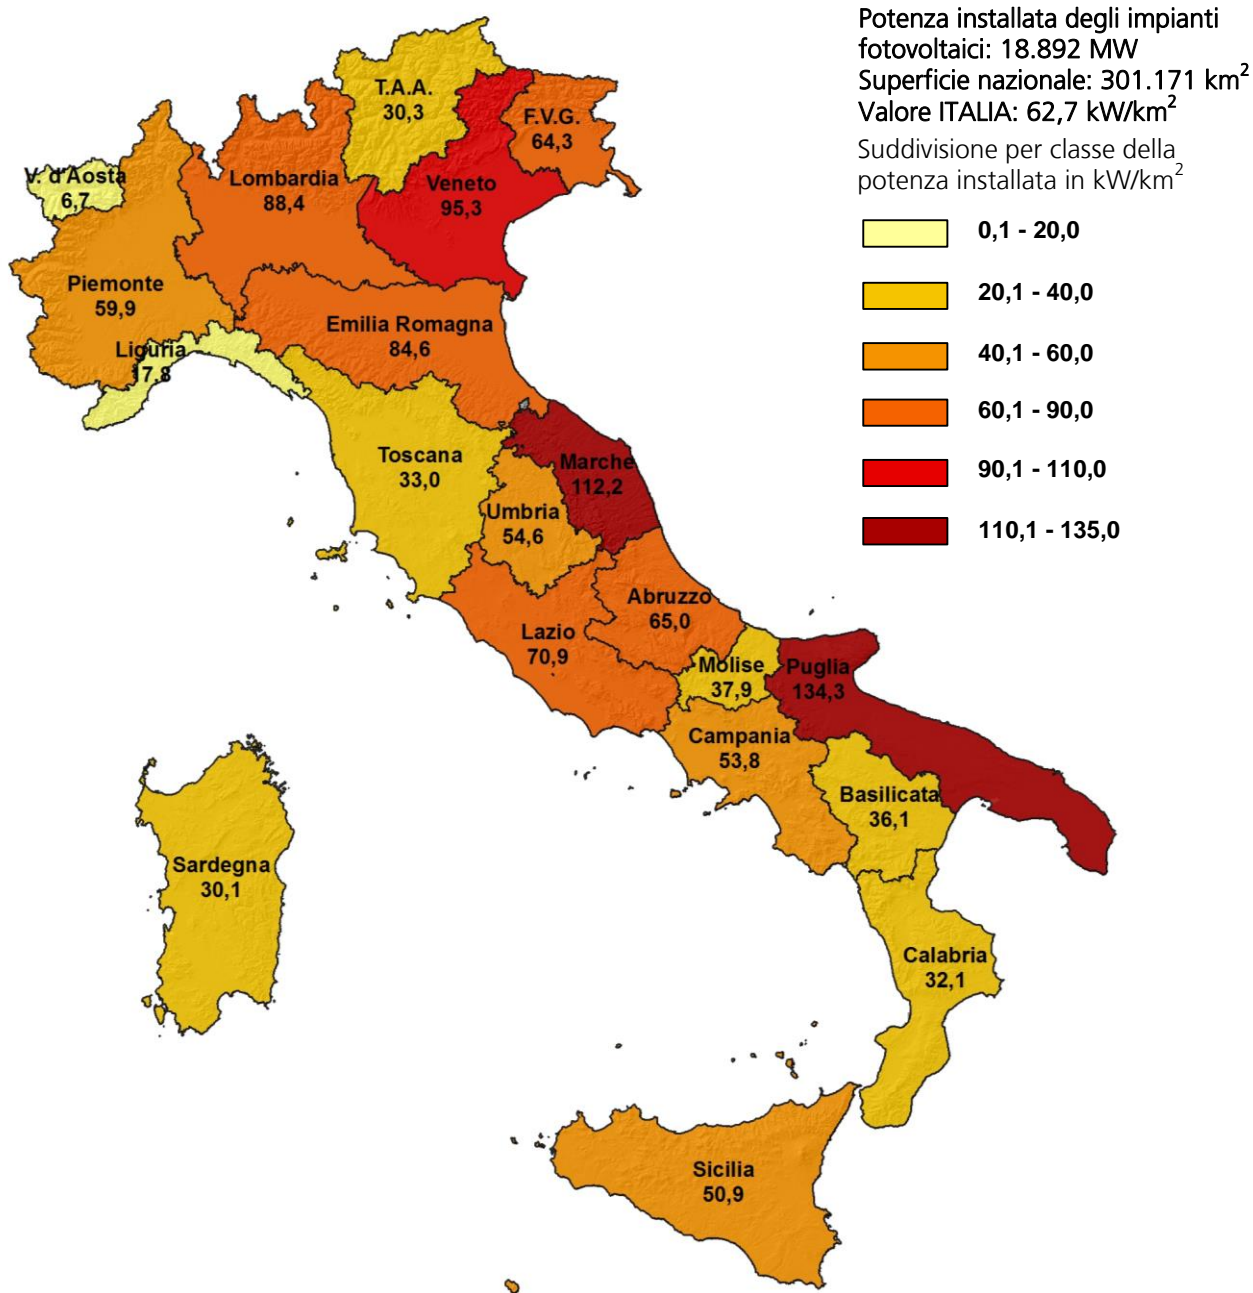 Potenza installata degli impianti
fotovoltaici: 18.892 MW
Superficie nazionale: 301.171 km²
Valore ITALIA: 62,7 kW/km²
Suddivisione per classe della
potenza installata in kW/km²
0,1 - 20,0
20,1 - 40,0
40,1 - 60,0
60,1 - 90,0
90,1 - 110,0
110,1 - 135,0
T.A.A.
30,3
F.V.G.
64,3
V. d'Aosta
6,7
Lombardia
88,4
Veneto
95,3
Piemonte
59,9
Emilia Romagna
84,6
Liguria
17,8
Toscana
33,0
Marche
112,2
Umbria
54,6
Abruzzo
65,0
Lazio
70,9
Molise
37,9
Puglia
134,3
Campania
53,8
Basilicata
36,1
Sardegna
30,1
Calabria
32,1
Sicilia
50,9